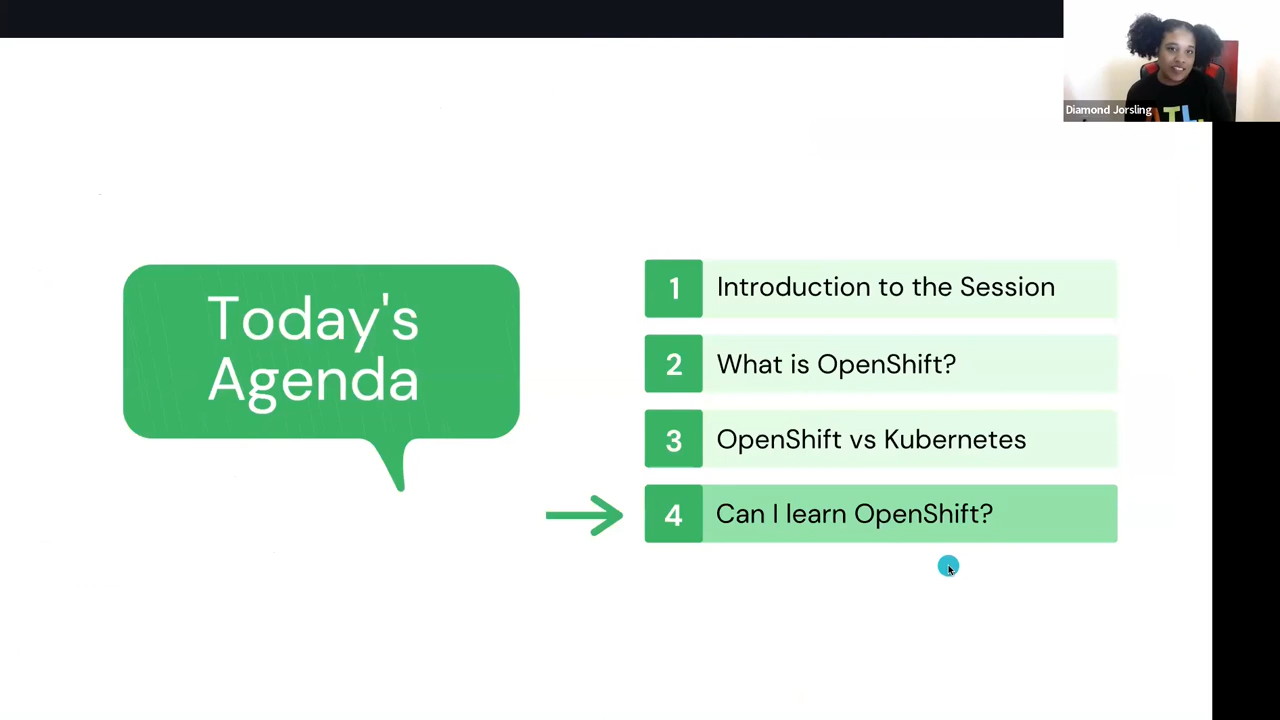 Diamond Jorsling
Today's
Agenda
1 Introduction to the Session
2 What is OpenShift?
3 OpenShift vs Kubernetes
4 Can I learn OpenShift?